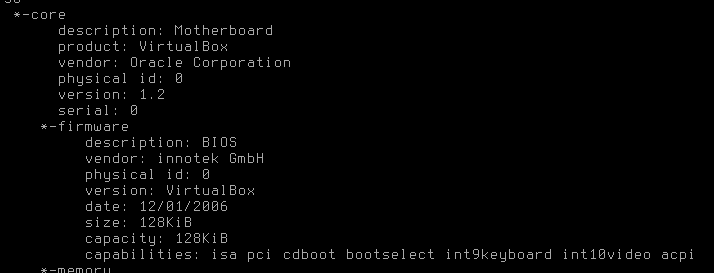 *-core
description: Motherboard
product: VirtualBox
vendor: Oracle Corporation
physical id: 0
version: 1.2
serial: 0
*-firmware
description: BIOS
vendor: innotek GmbH
physical id: 0
version: VirtualBox
date: 12/01/2006
size: 128KiB
capacity: 128KiB
capabilities: isa pci cdboot bootselect int9keyboard int10video acpi
*-memory